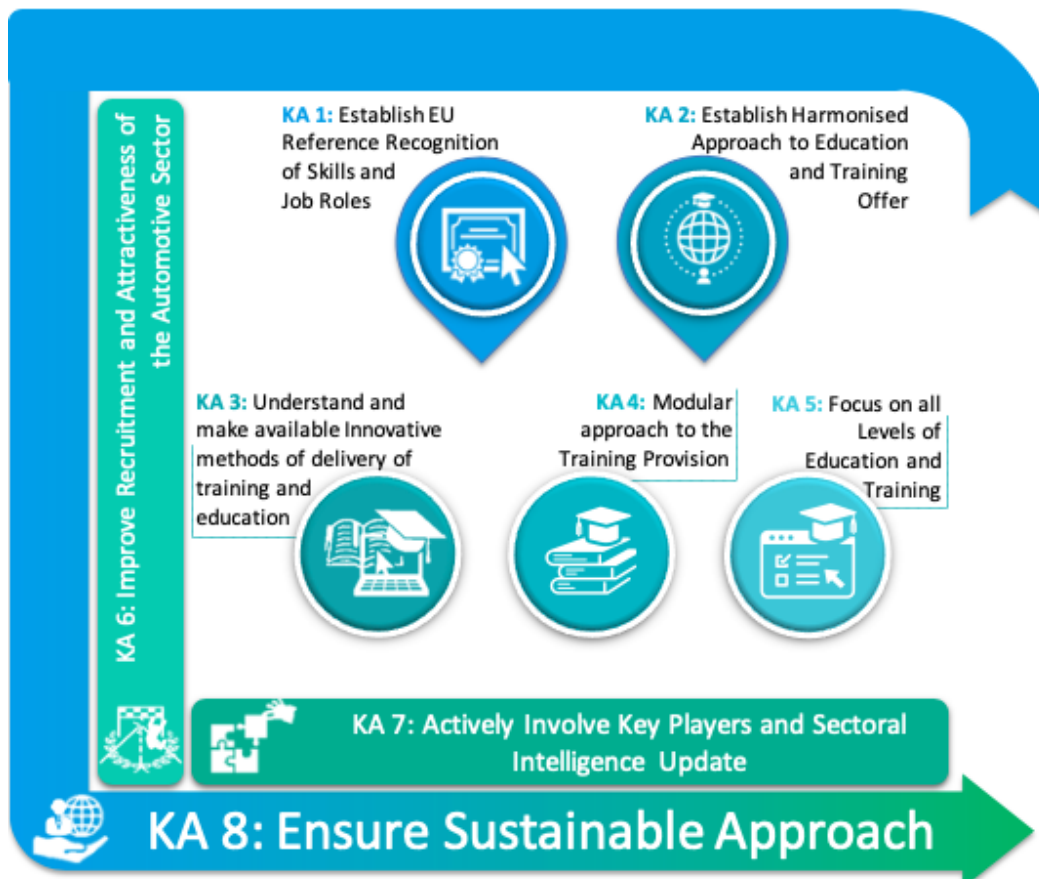 KA 1: Establish EU
Reference Recognition
of Skills and
Job Roles
KA 2: Establish Harmonised
Approach to Education
and Training
Offer
KA 3: Understand and
make available Innovative
methods of delivery of
training and
education
KA 4: Modular
approach to the
Training Provision
KA 5: Focus on all
Levels of
Education and
Training
KA 6: Improve Recruitment and Attractiveness of
the Automotive Sector
KA 7: Actively Involve Key Players and Sectoral
Intelligence Update
KA 8: Ensure Sustainable Approach